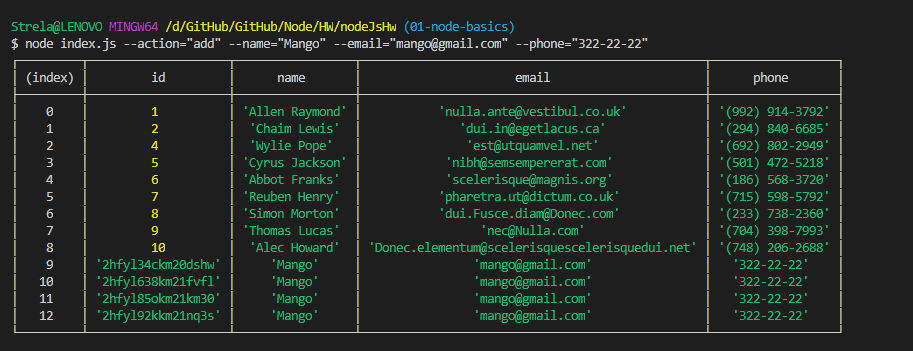 Strela@LENOVO MINGW64 /d/GitHub/GitHub/Node/HW/nodeJsHw (01-node-basics)
$ node index.js --action="add" --name="Mango" --email="mango@gmail.com" --phone="322-22-22"
(index) id name email phone
0 1 'Allen Raymond' 'nulla.ante@vestibul.co.uk' '(992) 914-3792'
1 2 'Chaim Lewis' 'dui.in@egetlacus.ca' '(294) 840-6685'
2 4 'Wylie Pope' 'est@utquamvel.net' '(692) 802-2949'
3 5 'Cyrus Jackson' 'nibh@semsempererat.com' '(501) 472-5218'
4 6 'Abbot Franks' 'scelerisque@magnis.org' '(186) 568-3720'
5 7 'Reuben Henry' 'pharetra.ut@dictum.co.uk' '(715) 598-5792'
6 8 'Simon Morton' 'dui.Fusce.diam@Donec.com' '(233) 738-2360'
7 9 'Thomas Lucas' 'nec@Nulla.com' '(704) 398-7993'
8 10 'Alec Howard' 'Donec.elementum@scelerisquescelerisquedui.net' '(748) 206-2688'
9 '2hfyl34ckm20dshw' 'Mango' 'mango@gmail.com' '322-22-22'
10 '2hfyl638km21fvfl' 'Mango' 'mango@gmail.com' '322-22-22'
11 '2hfyl85okm21km30' 'Mango' 'mango@gmail.com' '322-22-22'
12 '2hfyl92kkm21nq3s' 'Mango' 'mango@gmail.com' '322-22-22'